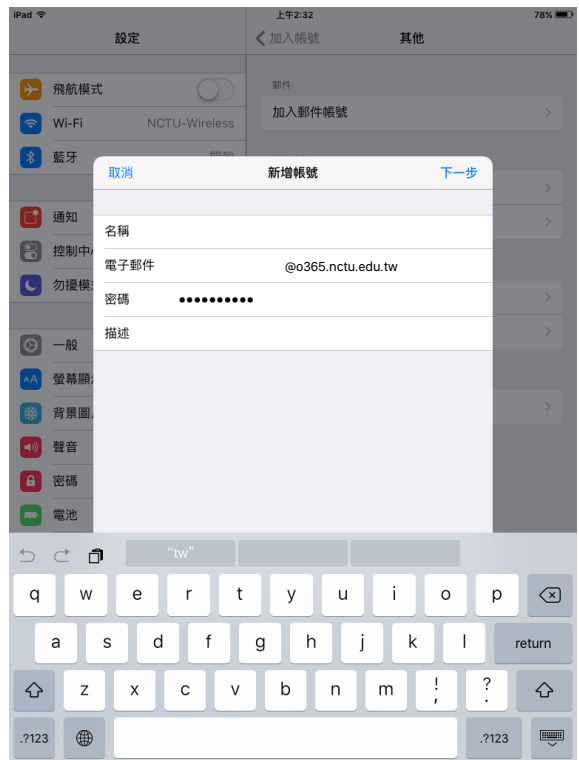 iPad 上午2:32 78%
設定
加入帳號 其他
飛航模式
Wi-Fi NCTU-Wireless
藍牙
郵件
加入郵件帳號
取消 新增帳號 下一步
名稱
電子郵件 @o365.nctu.edu.tw
密碼 ●●●●●●●●●●
描述
通知
控制中
勿擾模
一般
螢幕顯
背景圖
聲音
密碼
電池
“tw”
q w e r t y u i o p
a s d f g h j k l return
z x c v b n m ! , ? .
.?123 .?123